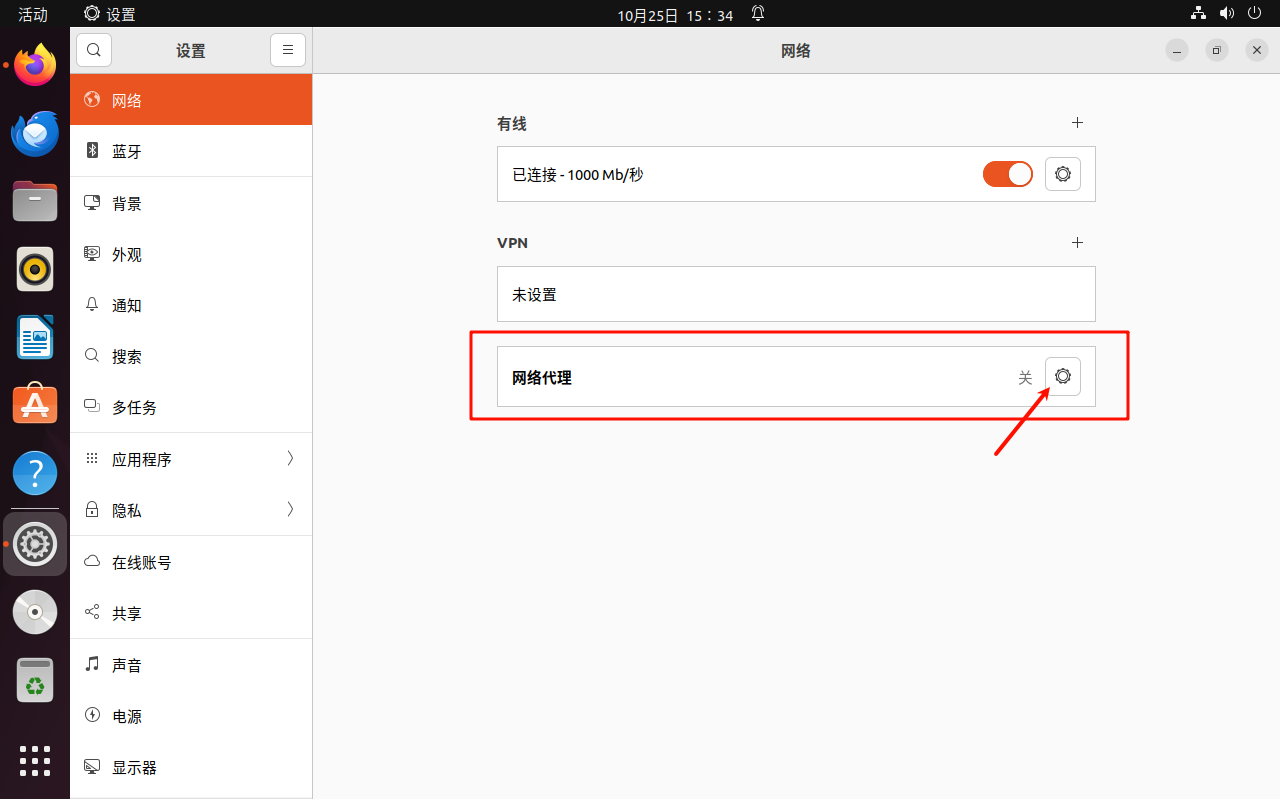 活动
设置
10月25日 15：34
设置
网络
网络
蓝牙
背景
外观
通知
搜索
多任务
应用程序
隐私
在线账号
共享
声音
电源
显示器
有线
已连接 - 1000 Mb/秒
VPN
未设置
网络代理
关